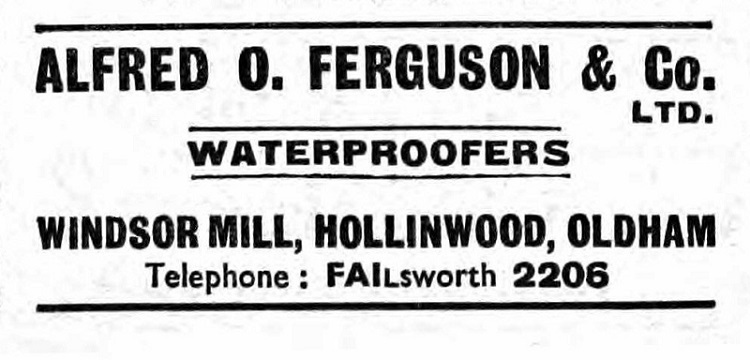 ALFRED O. FERGUSON & Co.
LTD.
WATERPROOFERS
WINDSOR MILL, HOLLINWOOD, OLDHAM
Telephone : FAILsworth 2206